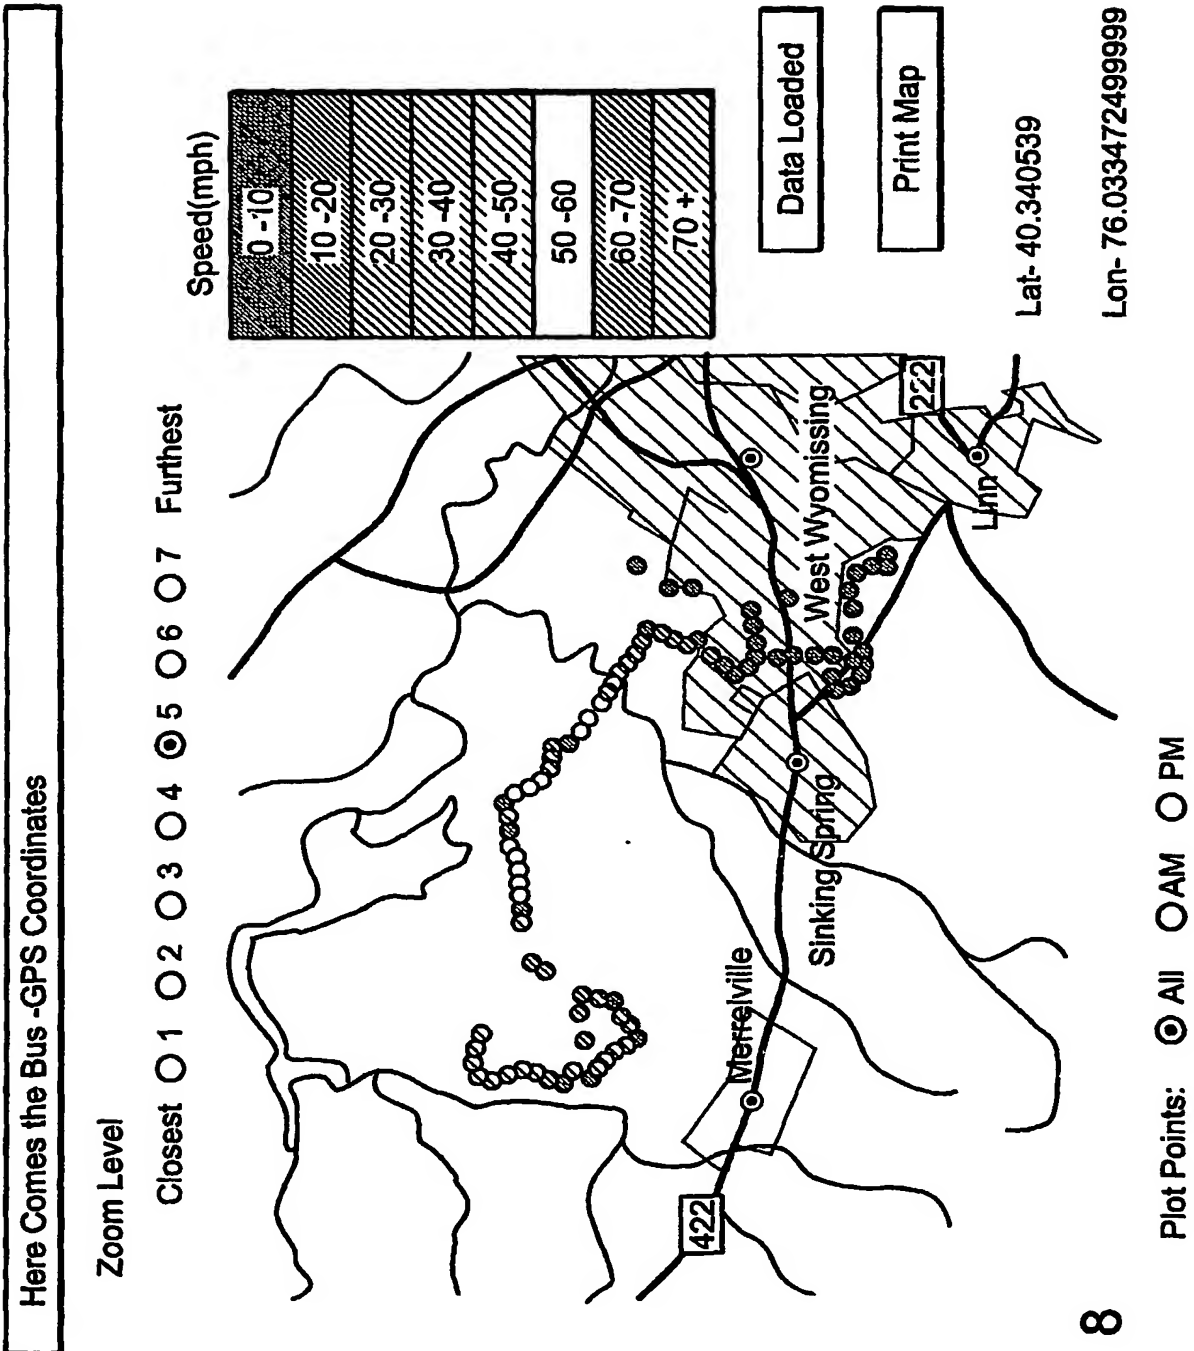 Here Comes the Bus -GPS Coordinates
Zoom Level
Closest 1 2 3 4 5 6 7 Furthest
Speed(mph)
0 -10
10 -20
20 -30
30 -40
40 -50
50 -60
60 -70
70 +
Data Loaded
Print Map
Lat- 40.340539
Lon- 76.03347249999
422
Merrelville
Sinking Spring
West Wyomissing
222
Linn
Plot Points: All AM PM
8